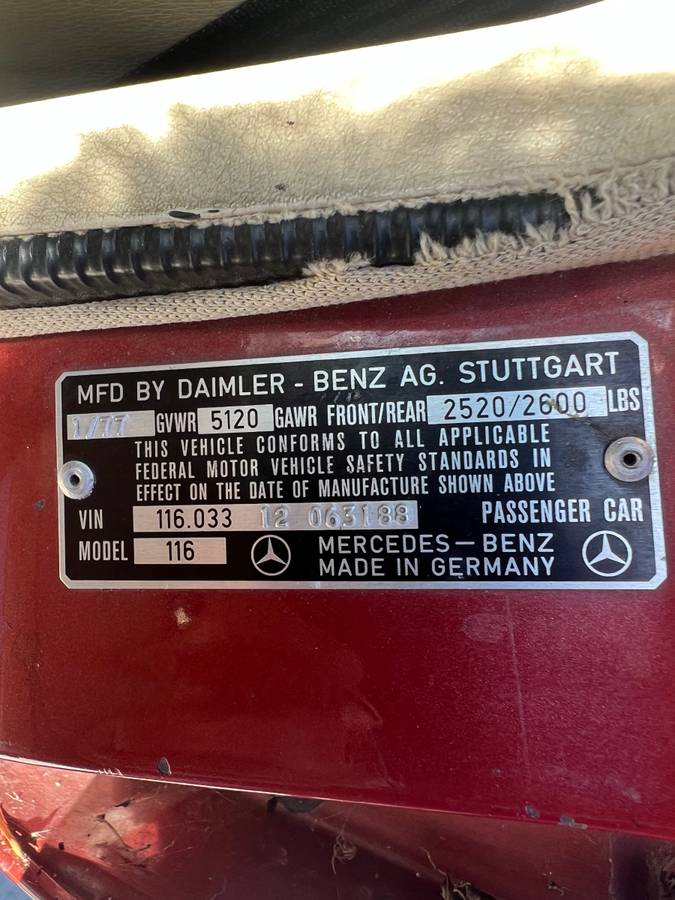 MFD BY DAIMLER - BENZ AG. STUTTGART
1/77 GVWR 5120 GAWR FRONT/REAR 2520/2600 LBS
THIS VEHICLE CONFORMS TO ALL APPLICABLE
FEDERAL MOTOR VEHICLE SAFETY STANDARDS IN
EFFECT ON THE DATE OF MANUFACTURE SHOWN ABOVE
VIN 116.033 12 063188 PASSENGER CAR
MODEL 116 MERCEDES-BENZ
MADE IN GERMANY